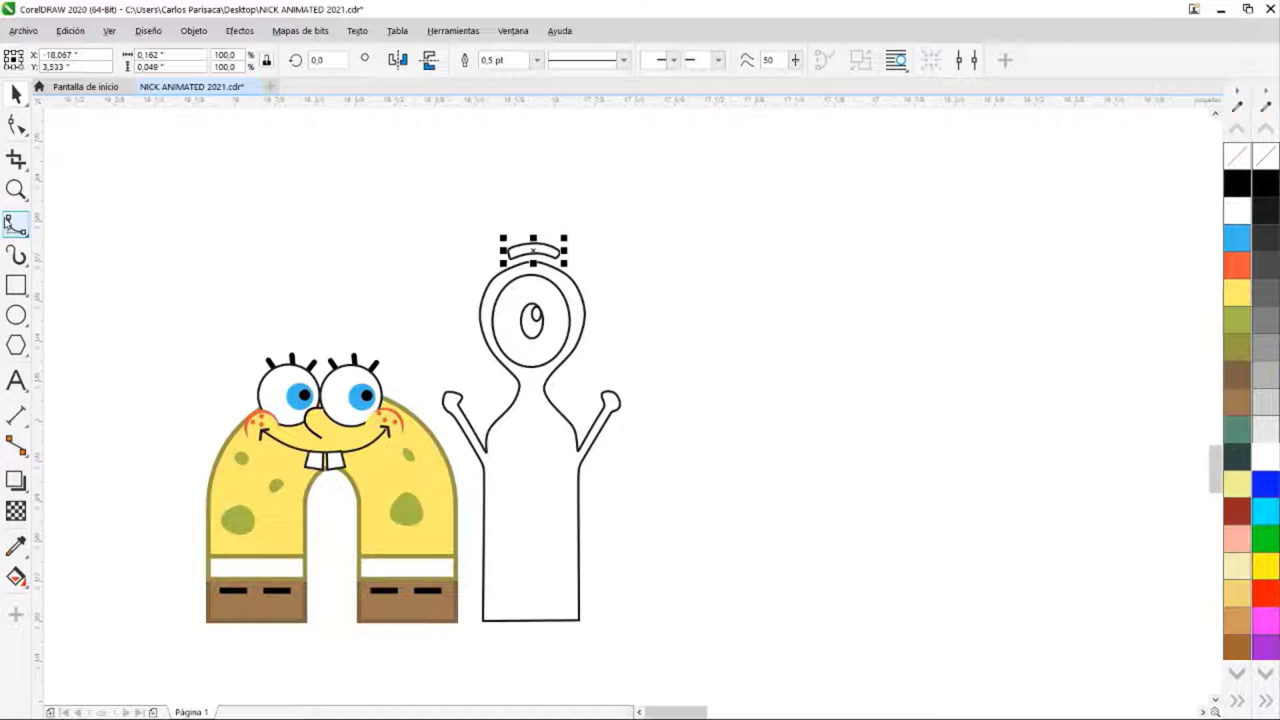 CorelDRAW 2020 (64-Bit) - C:\Users\Carlos Parisaca\Desktop\NICK ANIMATED 2021.cdr*
Archivo Edición Ver Diseño Objeto Efectos Mapas de bits Texto Tabla Herramientas Ventana Ayuda
X: -18,067 " 0,162 " 100,0 % 0,0 0,5 pt 50
Y: 3,533 " 0,049 " 100,0 %
Pantalla de inicio NICK ANIMATED 2021.cdr*
Página 1